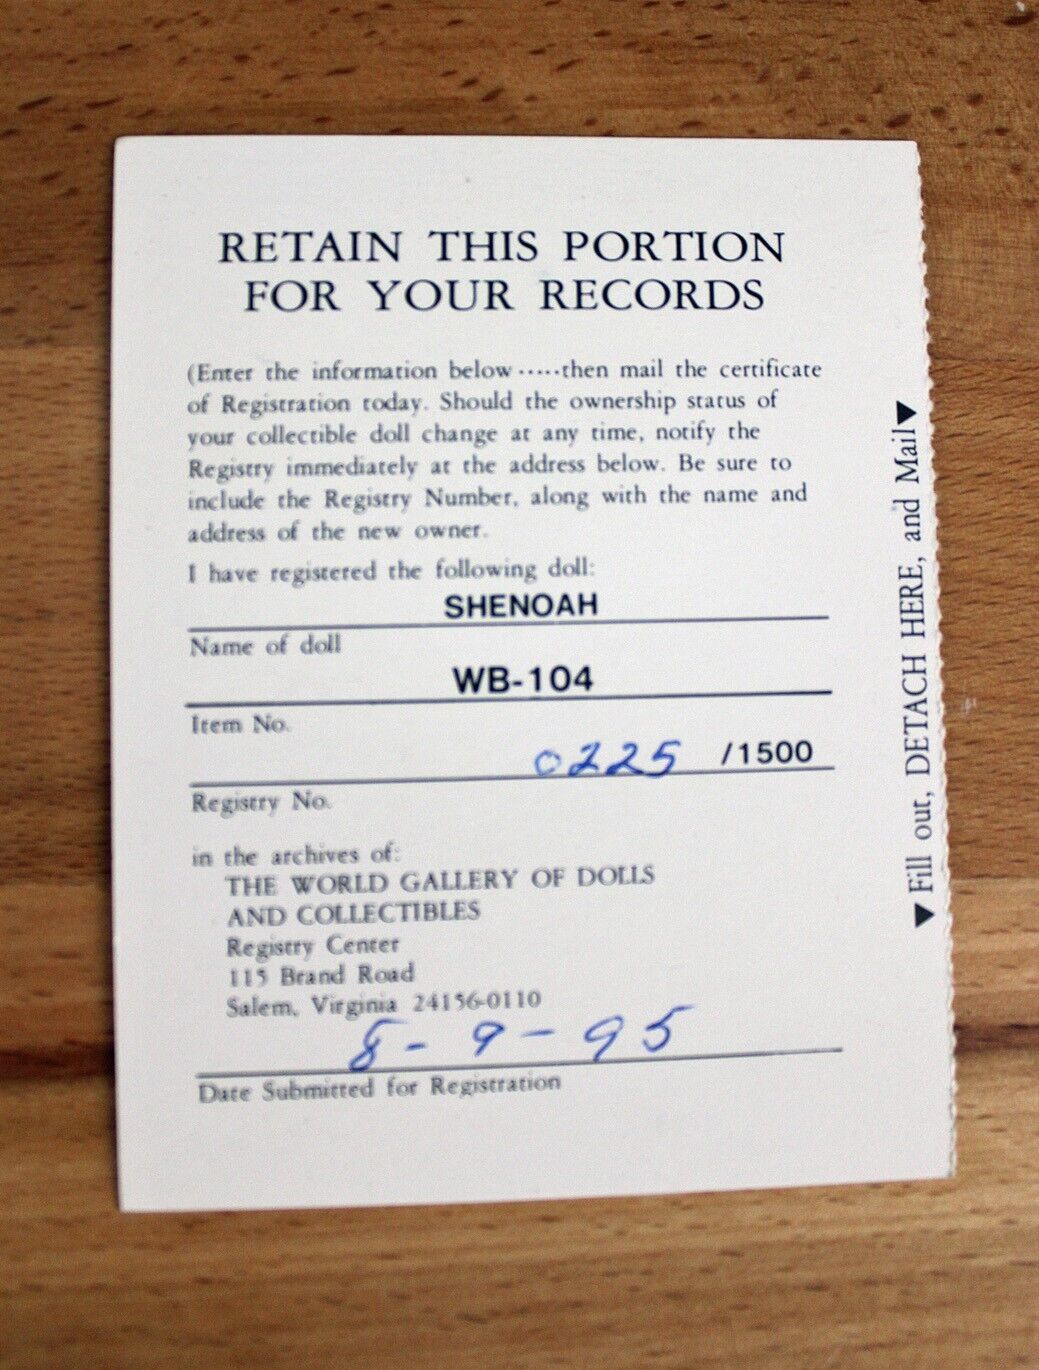 RETAIN THIS PORTION
FOR YOUR RECORDS
(Enter the information below ·····then mail the certificate
of Registration today. Should the ownership status of
your collectible doll change at any time, notify the
Registry immediately at the address below. Be sure to
include the Registry Number, along with the name and
address of the new owner.
I have registered the following doll:
SHENOAH
Name of doll
WB-104
Item No.
0225 /1500
Registry No.
in the archives of:
THE WORLD GALLERY OF DOLLS
AND COLLECTIBLES
Registry Center
115 Brand Road
Salem, Virginia 24156-0110
8-9-95
Date Submitted for Registration
▼Fill out, DETACH HERE, and Mail▼